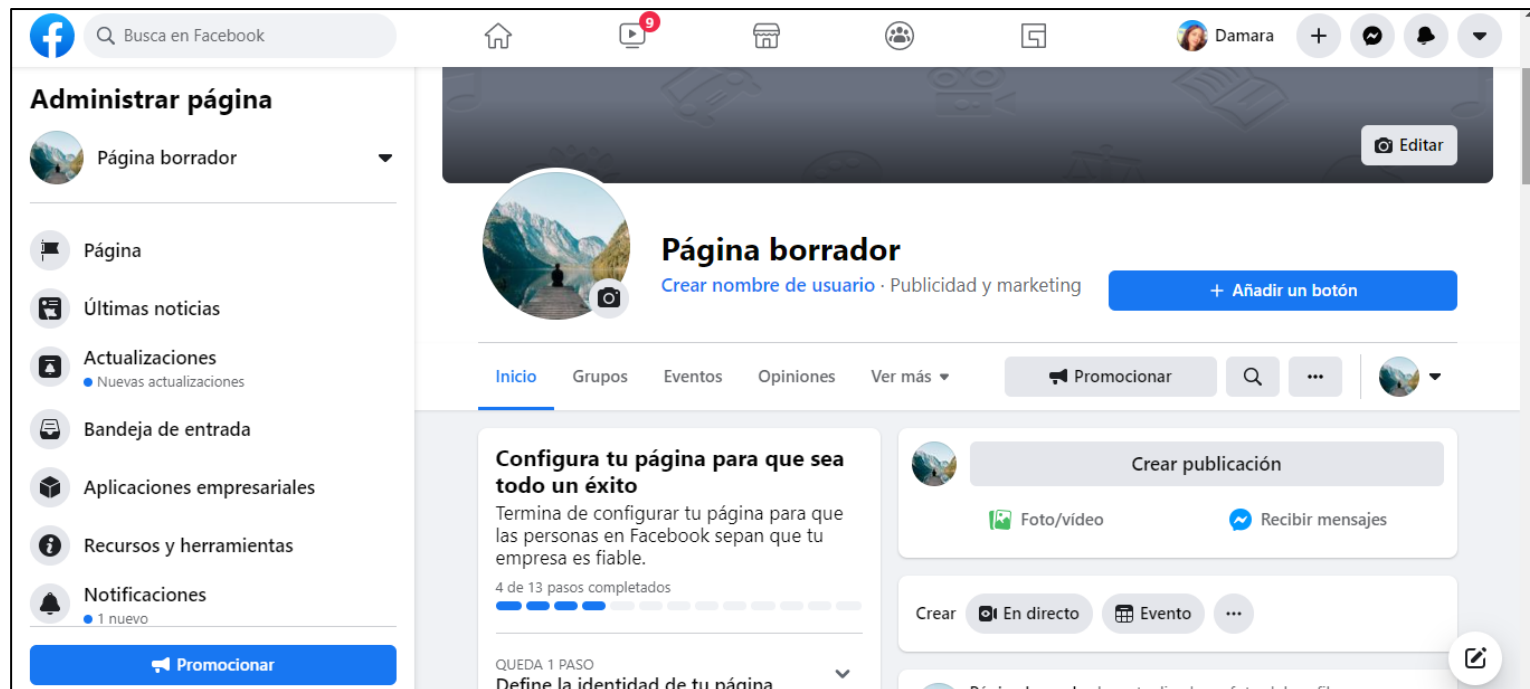 Busca en Facebook
9
Damara
Administrar página
Página borrador
Página
Últimas noticias
Actualizaciones
Nuevas actualizaciones
Bandeja de entrada
Aplicaciones empresariales
Recursos y herramientas
Notificaciones
1 nuevo
Promocionar
Editar
Página borrador
Crear nombre de usuario · Publicidad y marketing
+ Añadir un botón
Inicio Grupos Eventos Opiniones Ver más
Promocionar
Configura tu página para que sea
todo un éxito
Termina de configurar tu página para que
las personas en Facebook sepan que tu
empresa es fiable.
4 de 13 pasos completados
QUEDA 1 PASO
Define la identidad de tu página
Crear publicación
Foto/vídeo
Recibir mensajes
Crear En directo Evento